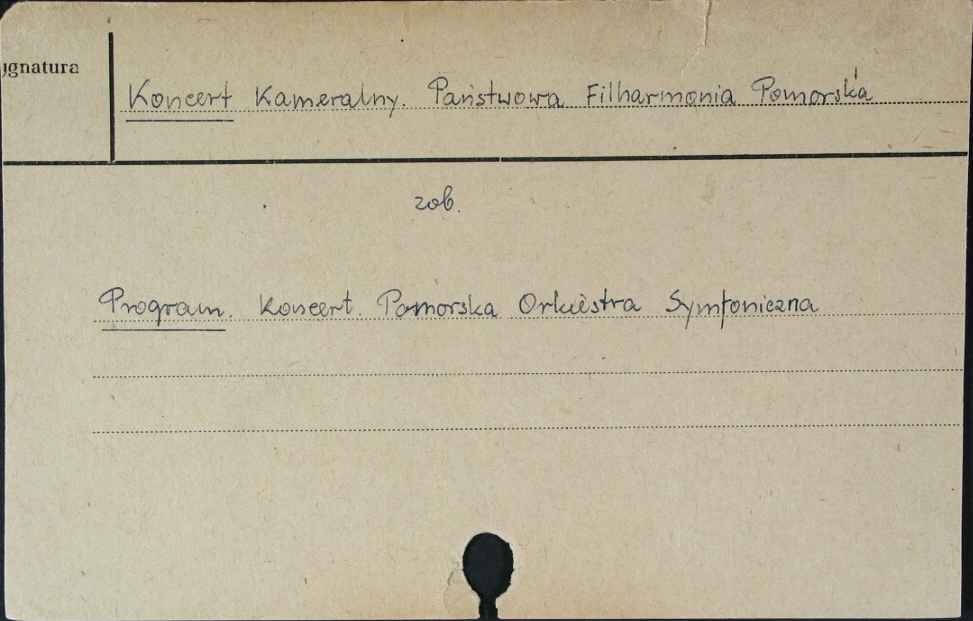 ygnatura
Koncert Kameralny. Państwowa Filharmonia Pomorska
zob.
Program. Koncert. Pomorska Orkiestra Symfoniczna